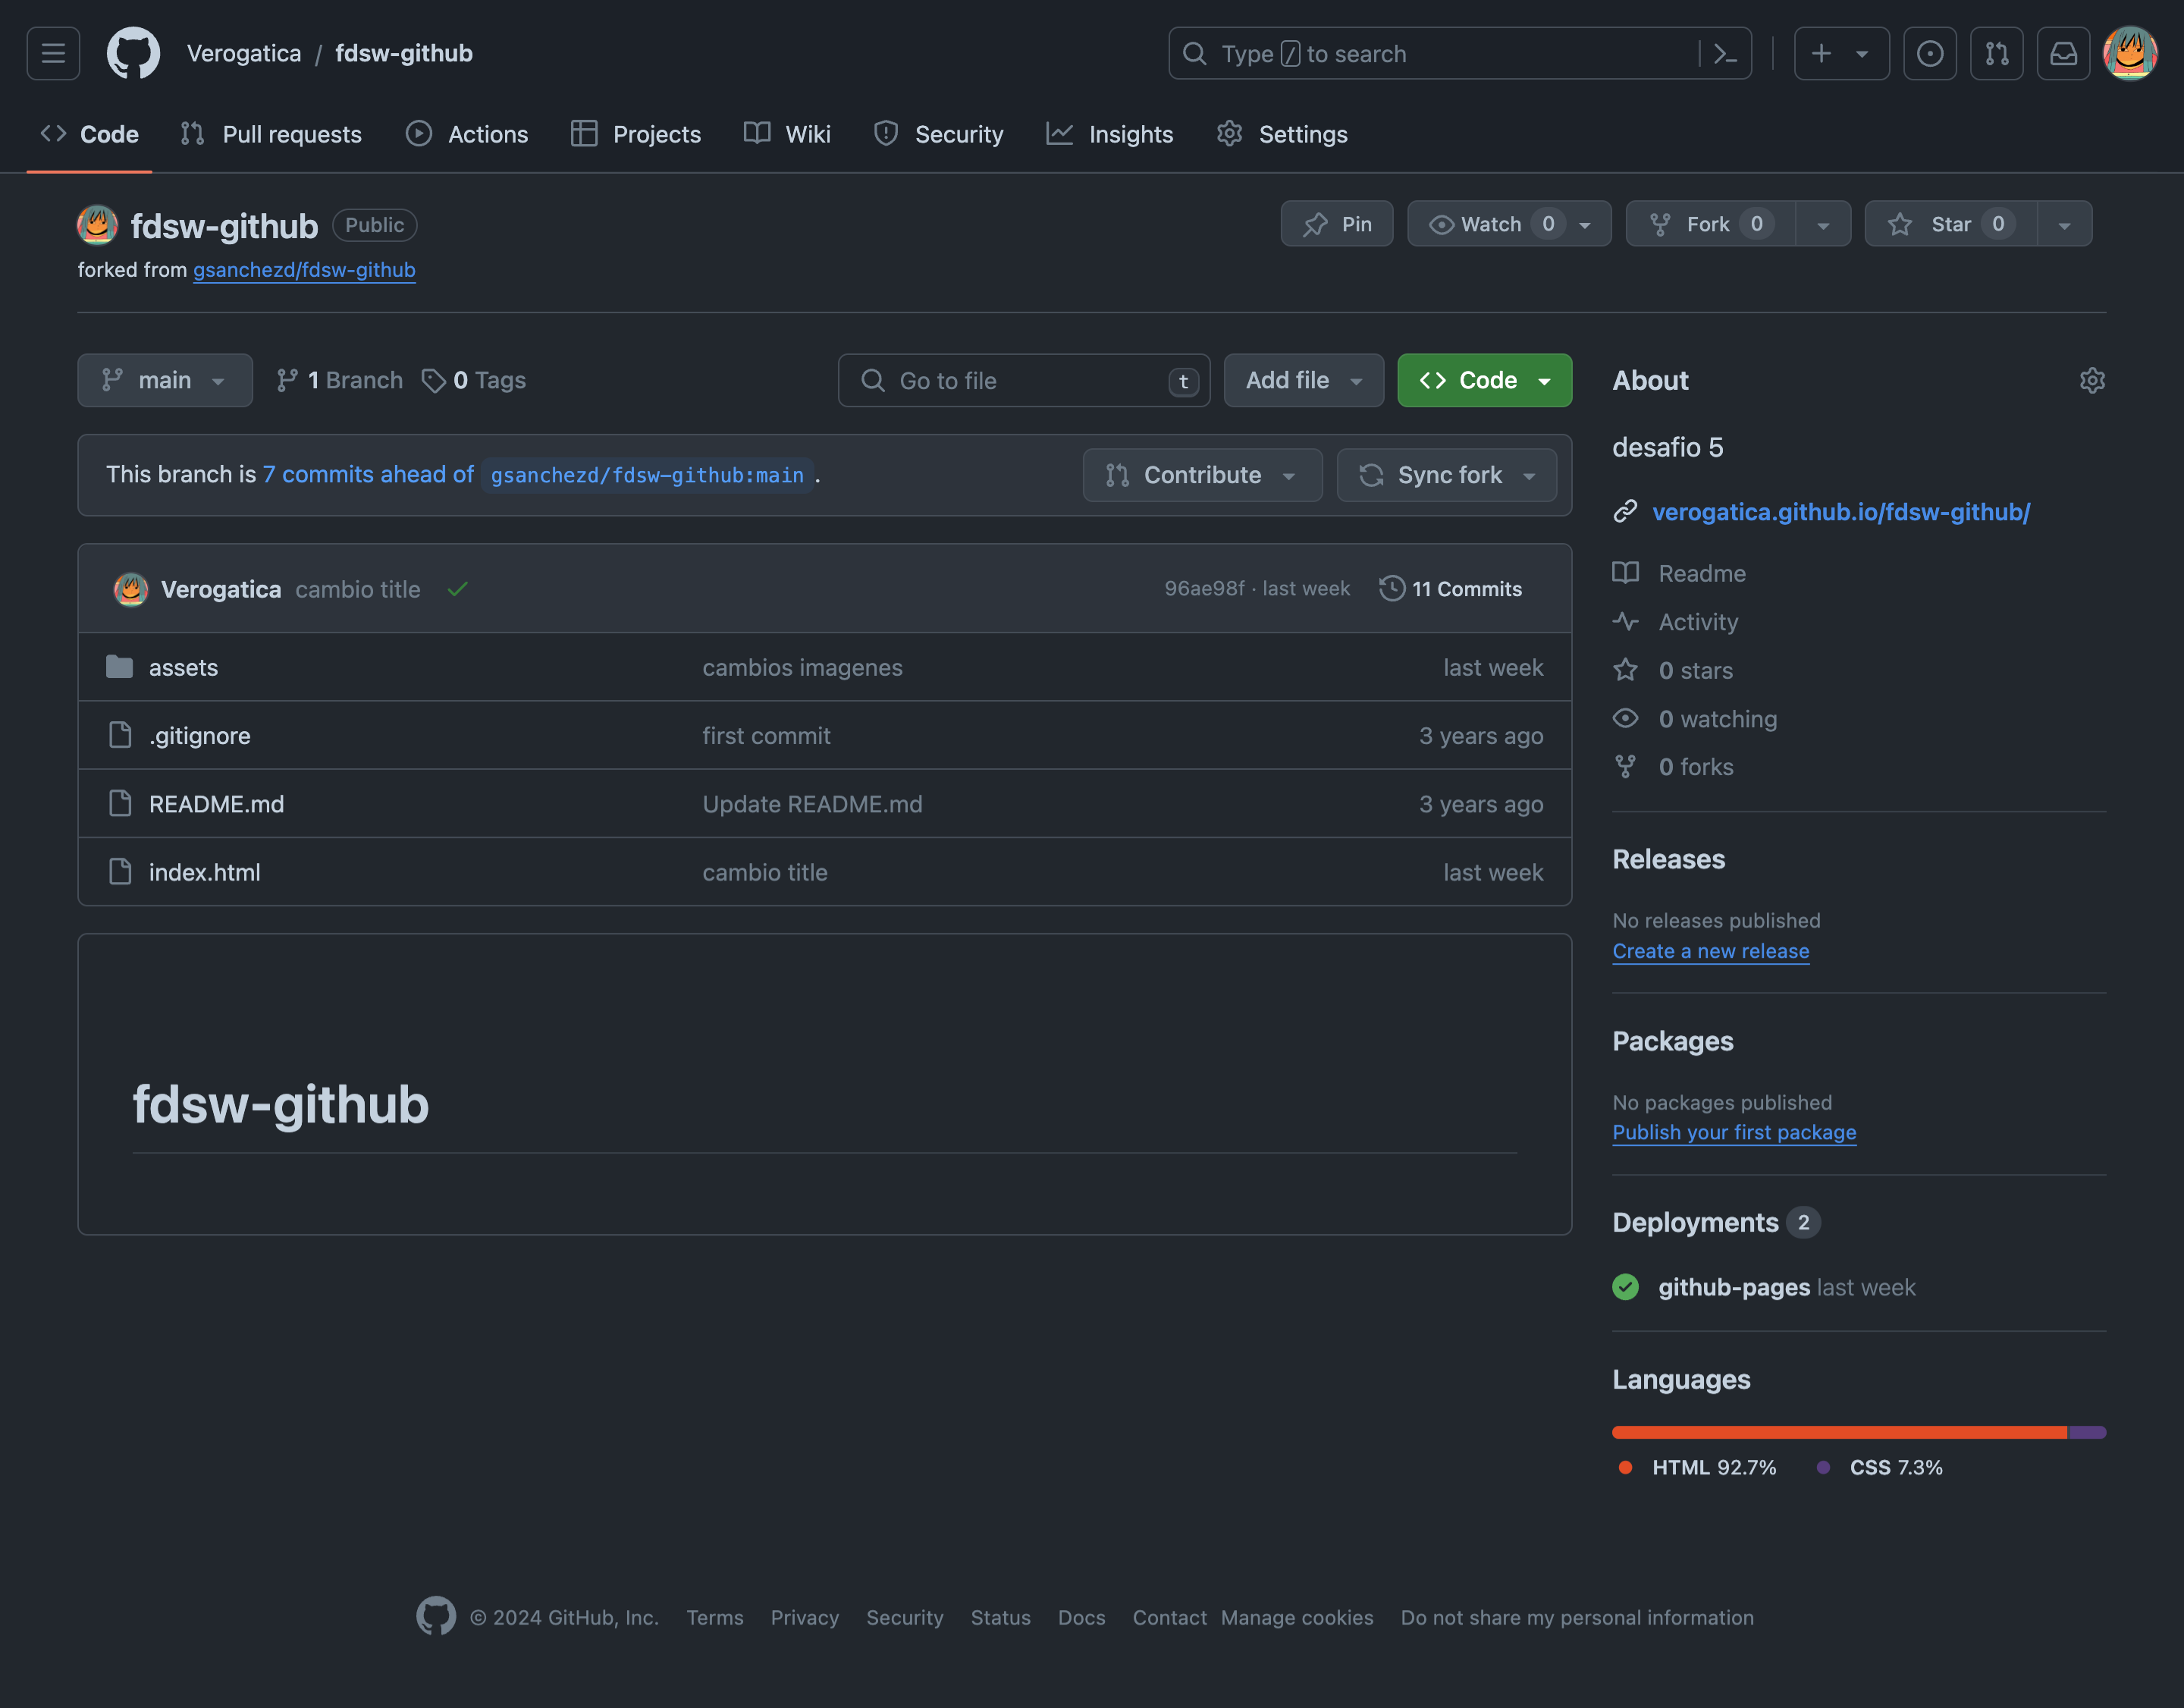 Verogatica / fdsw-github
Type / to search
Code Pull requests Actions Projects Wiki Security Insights Settings
fdsw-github Public
Pin Watch 0 Fork 0 Star 0
forked from gsanchezd/fdsw-github
main 1 Branch 0 Tags
Go to file t Add file Code
This branch is 7 commits ahead of gsanchezd/fdsw-github:main .
Contribute Sync fork
Verogatica cambio title 96ae98f · last week 11 Commits
assets cambios imagenes last week
.gitignore first commit 3 years ago
README.md Update README.md 3 years ago
index.html cambio title last week
fdsw-github
About
desafio 5
verogatica.github.io/fdsw-github/
Readme
Activity
0 stars
0 watching
0 forks
Releases
No releases published
Create a new release
Packages
No packages published
Publish your first package
Deployments 2
github-pages last week
Languages
HTML 92.7% CSS 7.3%
© 2024 GitHub, Inc. Terms Privacy Security Status Docs Contact Manage cookies Do not share my personal information